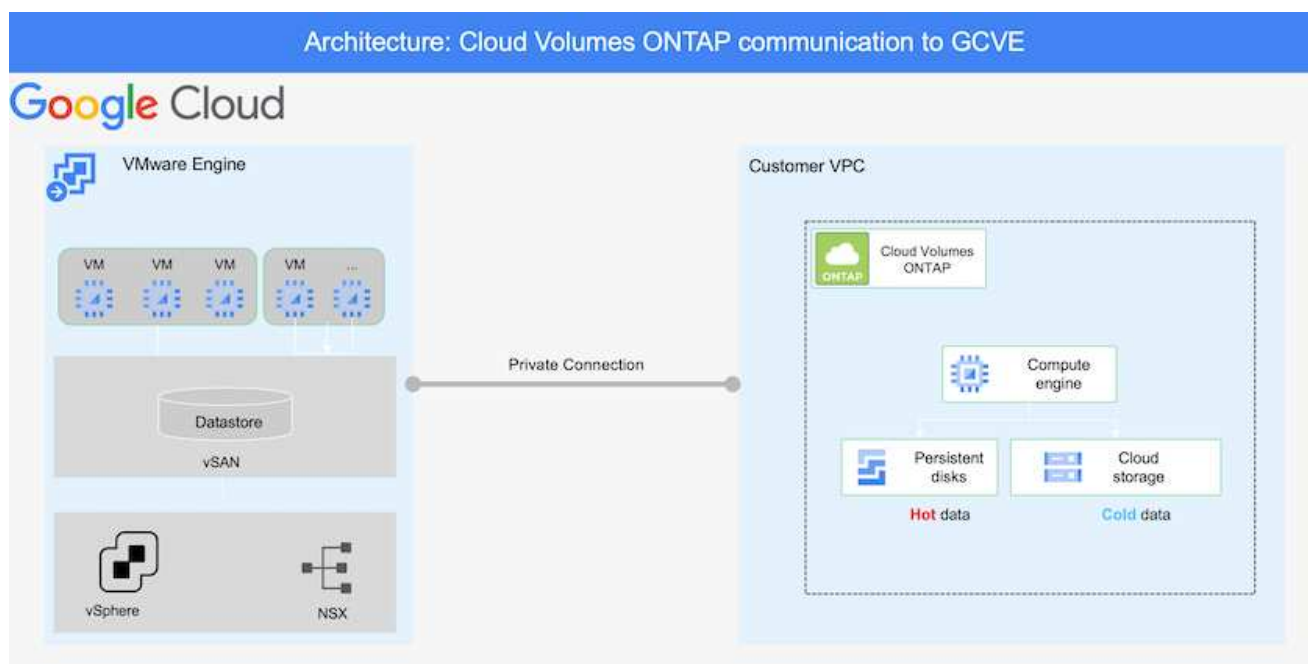 Architecture: Cloud Volumes ONTAP communication to GCVE
Google Cloud
VMware Engine
VM VM VM VM ...
Datastore
vSAN
vSphere
NSX
Private Connection
Customer VPC
ONTAP
Cloud Volumes
ONTAP
Compute
engine
Persistent
disks
Hot data
Cloud
storage
Cold data